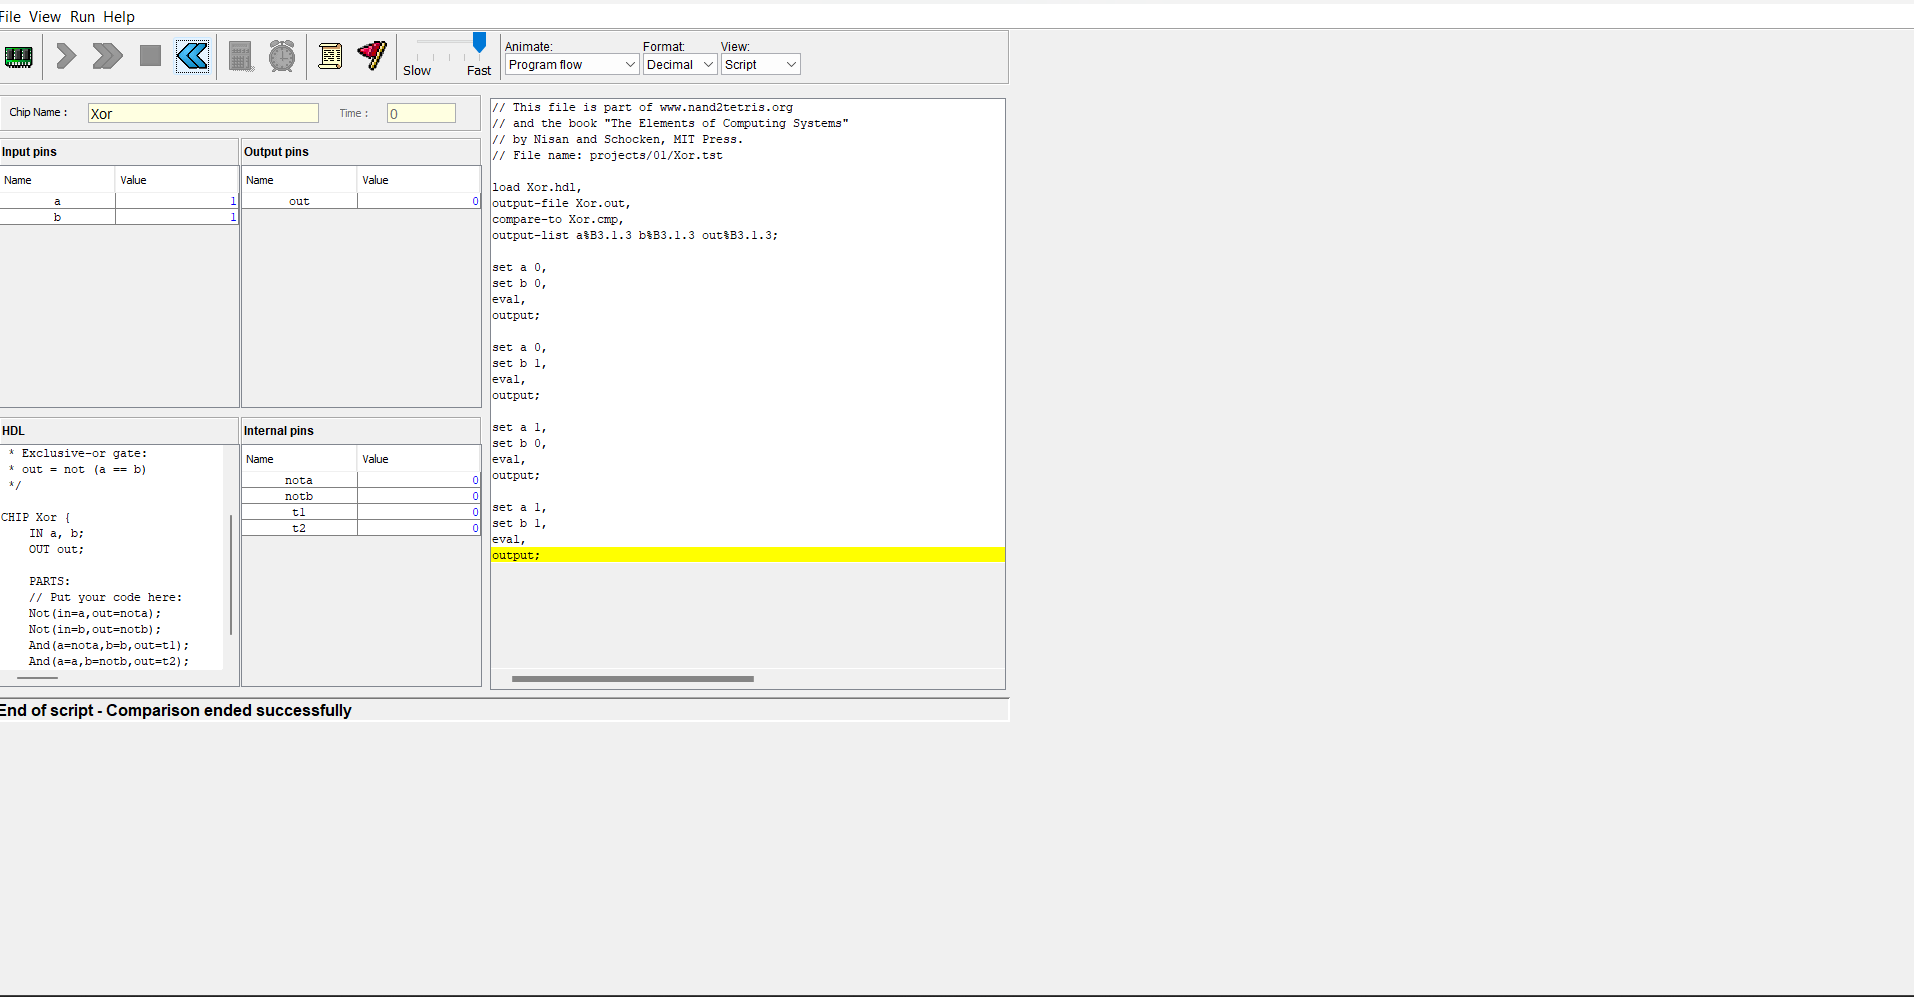 File View Run Help
Slow Fast
Animate: Format: View:
Program flow Decimal Script
Chip Name : Xor Time : 0
Input pins
Name Value
a 1
b 1
Output pins
Name Value
out 0
HDL
* Exclusive-or gate:
* out = not (a == b)
*/
CHIP Xor {
IN a, b;
OUT out;
PARTS:
// Put your code here:
Not(in=a,out=nota);
Not(in=b,out=notb);
And(a=nota,b=b,out=t1);
And(a=a,b=notb,out=t2);
Internal pins
Name Value
nota 0
notb 0
t1 0
t2 0
// This file is part of www.nand2tetris.org
// and the book "The Elements of Computing Systems"
// by Nisan and Schocken, MIT Press.
// File name: projects/01/Xor.tst
load Xor.hdl,
output-file Xor.out,
compare-to Xor.cmp,
output-list a%B3.1.3 b%B3.1.3 out%B3.1.3;
set a 0,
set b 0,
eval,
output;
set a 0,
set b 1,
eval,
output;
set a 1,
set b 0,
eval,
output;
set a 1,
set b 1,
eval,
output;
End of script - Comparison ended successfully